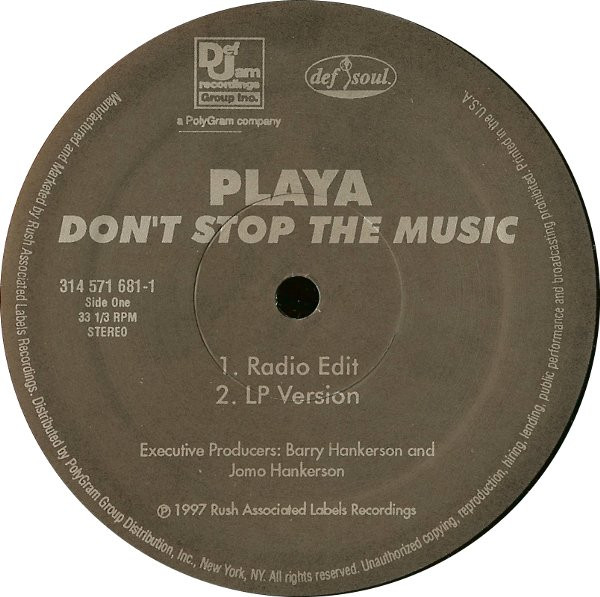 Def
Jam
recordings
Group Inc.
def soul.
a PolyGram company
PLAYA
DON'T STOP THE MUSIC
314 571 681-1
Side One
33 1/3 RPM
STEREO
1. Radio Edit
2. LP Version
Executive Producers: Barry Hankerson and
Jomo Hankerson
℗ 1997 Rush Associated Labels Recordings
Manufactured and Marketed by Rush Associated Labels Recordings. Distributed by PolyGram Group Distribution, Inc., New York, NY. All rights reserved. Unauthorized copying, reproduction, hiring, lending, public performance and broadcasting prohibited. Printed in the U.S.A.